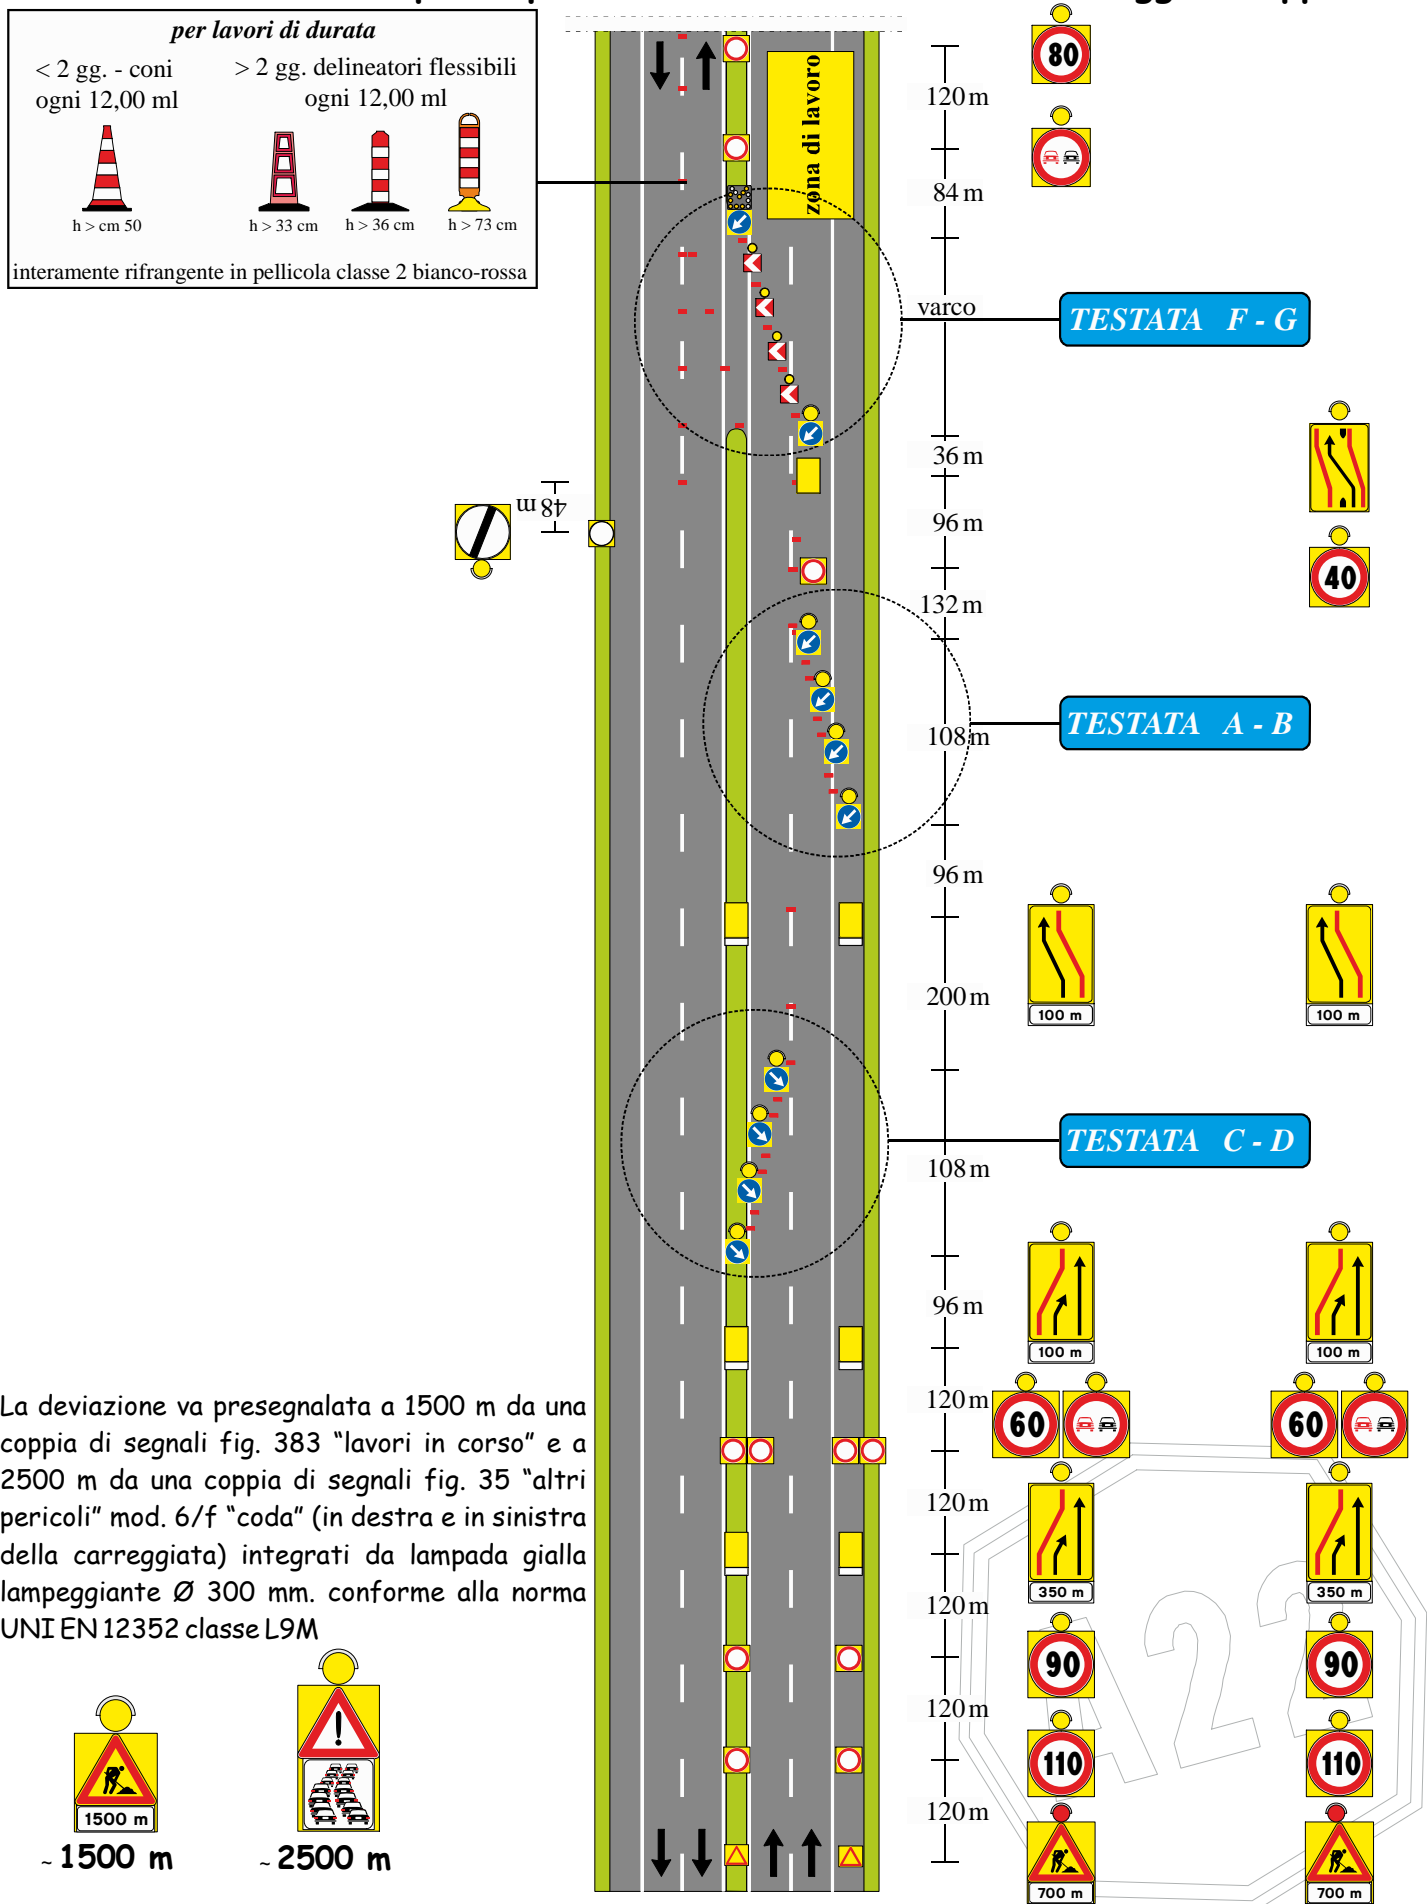 per lavori di durata
< 2 gg. - coni
ogni 12,00 ml
> 2 gg. delineatori flessibili
ogni 12,00 ml
h > cm 50
h > 33 cm
h > 36 cm
h > 73 cm
interamente rifrangente in pellicola classe 2 bianco-rossa
zona di lavoro
80
120 m
84 m
varco
TESTATA F - G
36 m
48 m
96 m
40
132 m
TESTATA A - B
108 m
96 m
100 m
100 m
200 m
TESTATA C - D
108 m
96 m
100 m
100 m
120 m
60
60
120 m
350 m
350 m
120 m
90
90
120 m
110
110
120 m
700 m
700 m
A22
La deviazione va presegnalata a 1500 m da una
coppia di segnali fig. 383 “lavori in corso” e a
2500 m da una coppia di segnali fig. 35 “altri
pericoli” mod. 6/f “coda” (in destra e in sinistra
della carreggiata) integrati da lampada gialla
lampeggiante Ø 300 mm. conforme alla norma
UNI EN 12352 classe L9M
1500 m
~ 1500 m
~ 2500 m